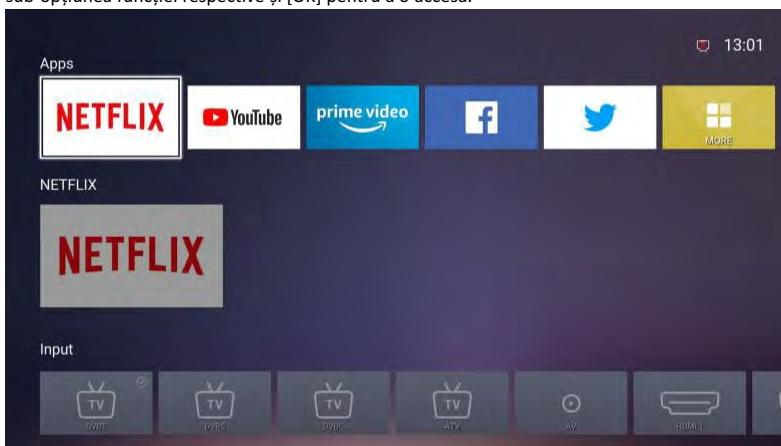 13:01
Apps
NETFLIX
YouTube
prime video
f
MORE
NETFLIX
NETFLIX
Input
TV
TV
TV
TV
DVBT
DVBS
DVBC
ATV
AV
HDMI 1